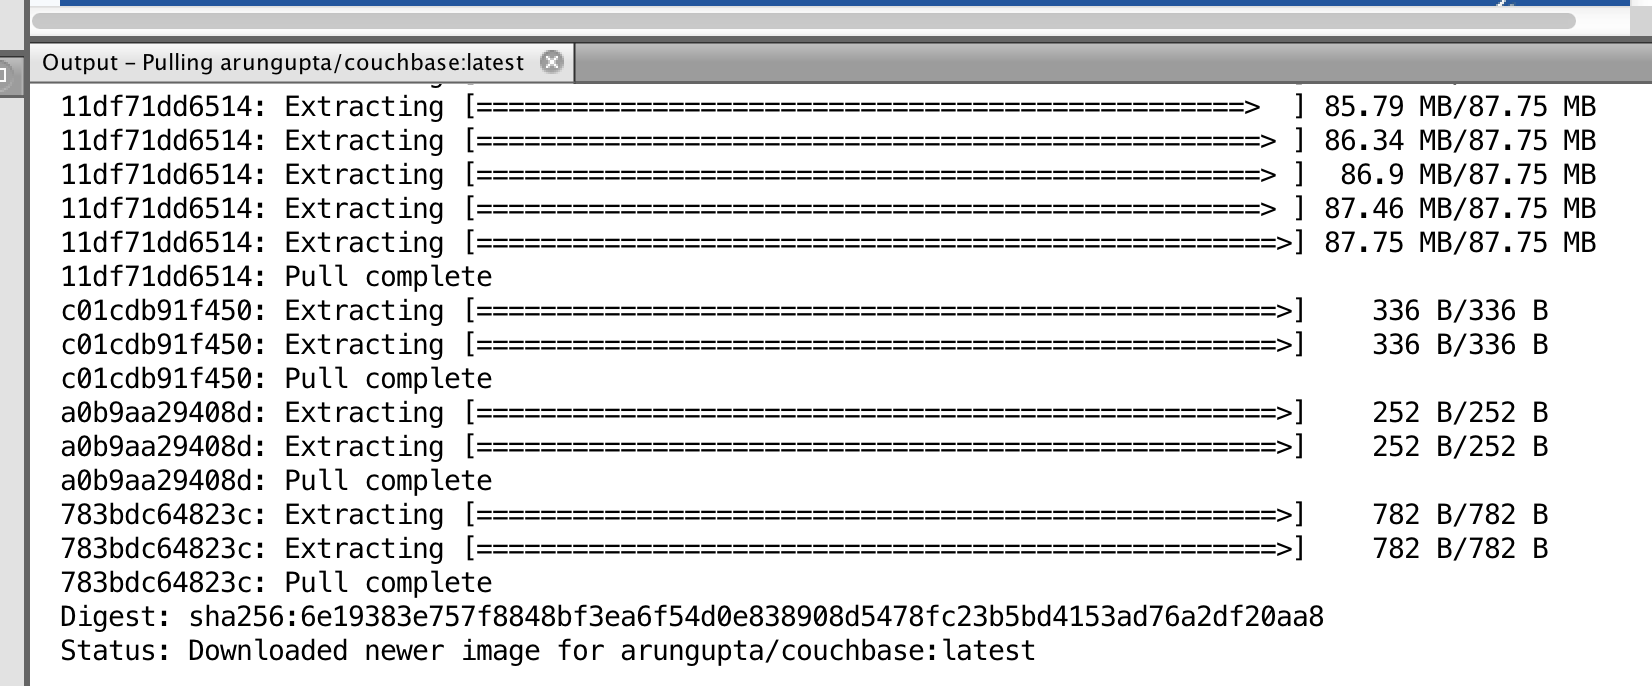 Output – Pulling arungupta/couchbase:latest
11df71dd6514: Extracting [================================================>  ] 85.79 MB/87.75 MB
11df71dd6514: Extracting [=================================================> ] 86.34 MB/87.75 MB
11df71dd6514: Extracting [=================================================> ]  86.9 MB/87.75 MB
11df71dd6514: Extracting [=================================================> ] 87.46 MB/87.75 MB
11df71dd6514: Extracting [==================================================>] 87.75 MB/87.75 MB
11df71dd6514: Pull complete
c01cdb91f450: Extracting [==================================================>]    336 B/336 B
c01cdb91f450: Extracting [==================================================>]    336 B/336 B
c01cdb91f450: Pull complete
a0b9aa29408d: Extracting [==================================================>]    252 B/252 B
a0b9aa29408d: Extracting [==================================================>]    252 B/252 B
a0b9aa29408d: Pull complete
783bdc64823c: Extracting [==================================================>]    782 B/782 B
783bdc64823c: Extracting [==================================================>]    782 B/782 B
783bdc64823c: Pull complete
Digest: sha256:6e19383e757f8848bf3ea6f54d0e838908d5478fc23b5bd4153ad76a2df20aa8
Status: Downloaded newer image for arungupta/couchbase:latest